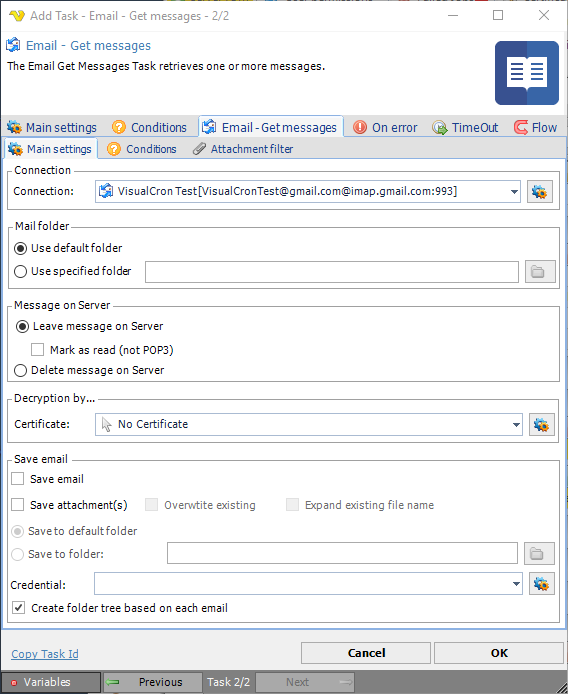 Add Task - Email - Get messages - 2/2
Email - Get messages
The Email Get Messages Task retrieves one or more messages.
Main settings Conditions Email - Get messages On error TimeOut Flow
Main settings Conditions Attachment filter
Connection
Connection: VisualCron Test[VisualCronTest@gmail.com@imap.gmail.com:993]
Mail folder
Use default folder
Use specified folder
Message on Server
Leave message on Server
Mark as read (not POP3)
Delete message on Server
Decryption by...
Certificate: No Certificate
Save email
Save email
Save attachment(s) Overwtite existing Expand existing file name
Save to default folder
Save to folder:
Credential:
Create folder tree based on each email
Copy Task Id Cancel OK
Variables Previous Task 2/2 Next